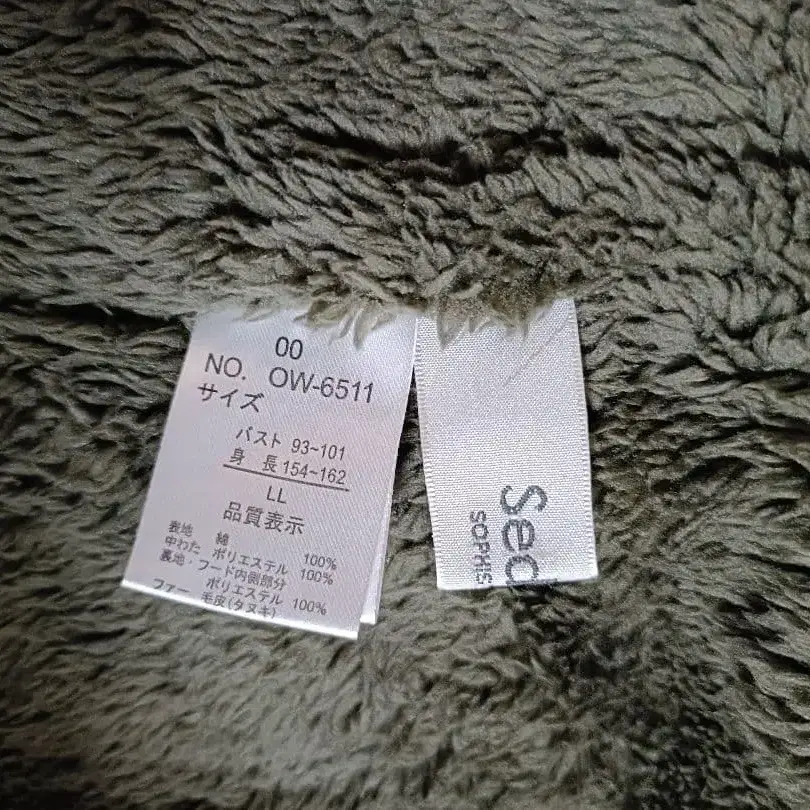 00
NO. OW-6511
サイズ
バスト 93~101
身 長 154~162
LL
品質表示
表地 綿 100%
中わた ポリエステル 100%
裏地・フード内側部分
ポリエステル 100%
ファー 毛皮(タヌキ)
Sed
SOPHIS